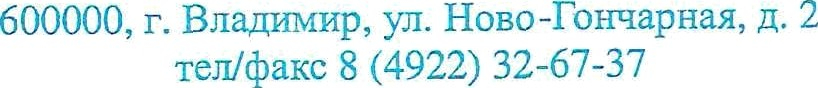 600000, г. Владимир, ул. Ново-Гончарная, д. 2
тел/факс 8 (4922) 32-67-37